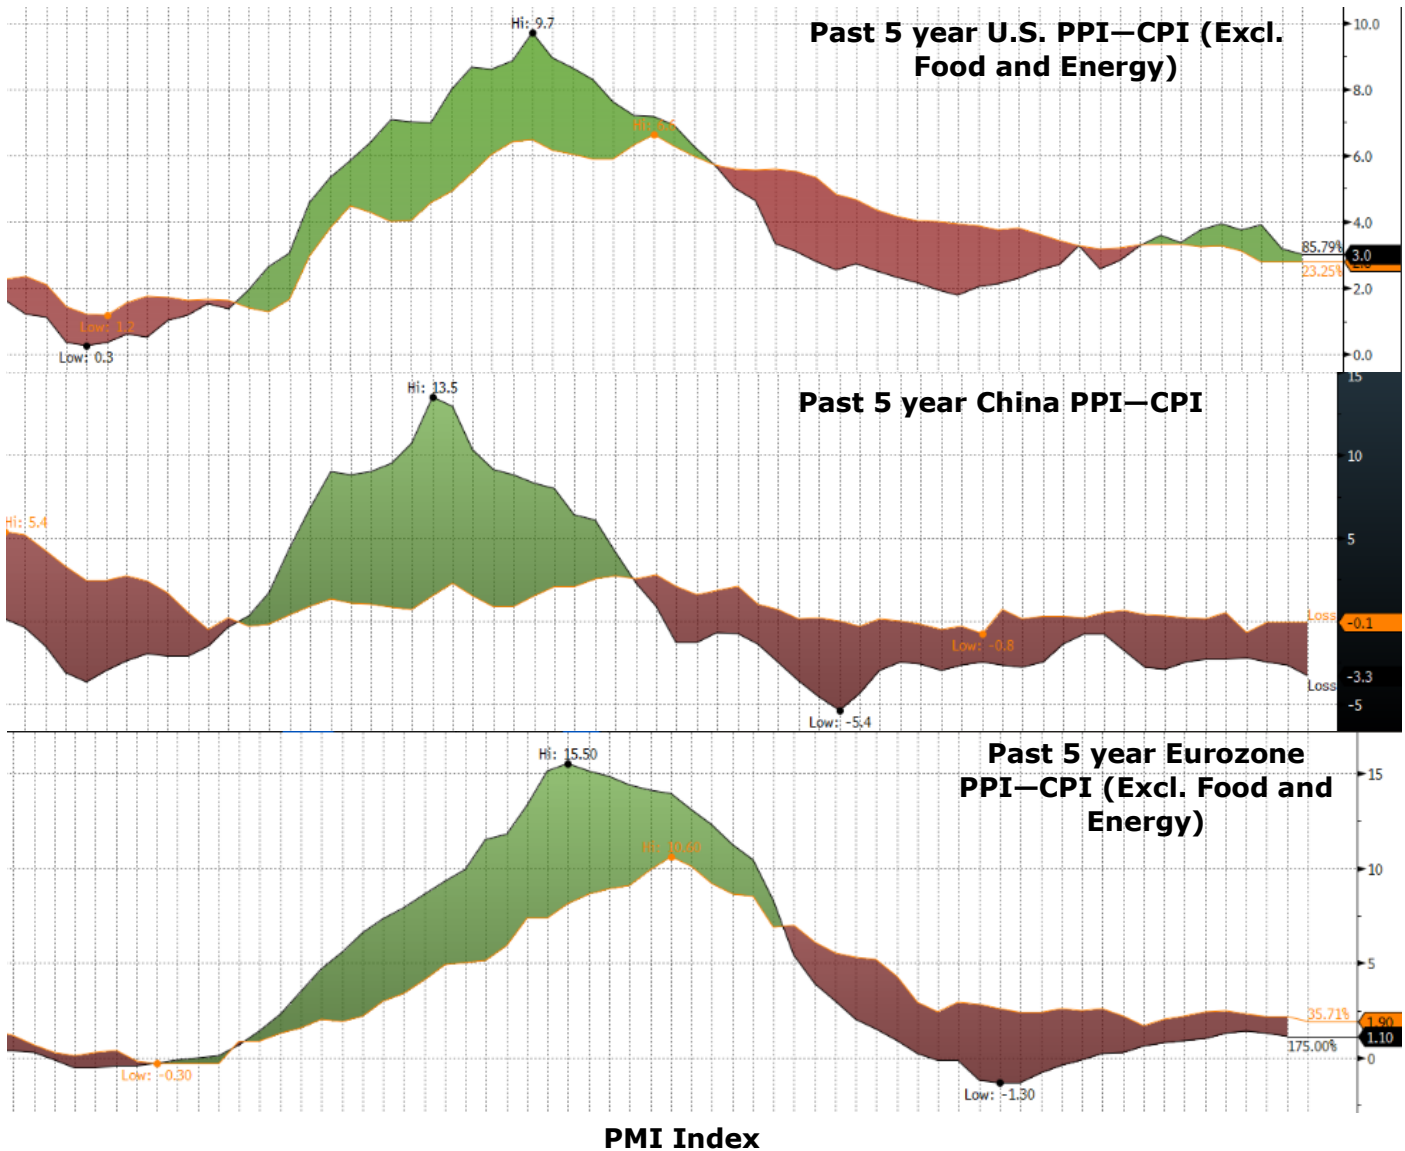 Hi: 9.7
10.0
Past 5 year U.S. PPI—CPI (Excl.
Food and Energy)
8.0
Hi:
6.0
4.0
85.79%
3.0
23.25%
2.0
Low: 1.2
Low: 0.3
0.0
15
Hi: 13.5
Past 5 year China PPI—CPI
10
Hi: 5.4
5
Loss
-0.1
Low: -0.8
-3.3
Loss
-5
Low: -5.4
Past 5 year Eurozone
PPI—CPI (Excl. Food and
Energy)
Hi: 15.50
15
Hi: 10.60
10
5
35.71%
1.90
1.10
175.00%
0
Low: -0.30
Low: -1.30
PMI Index